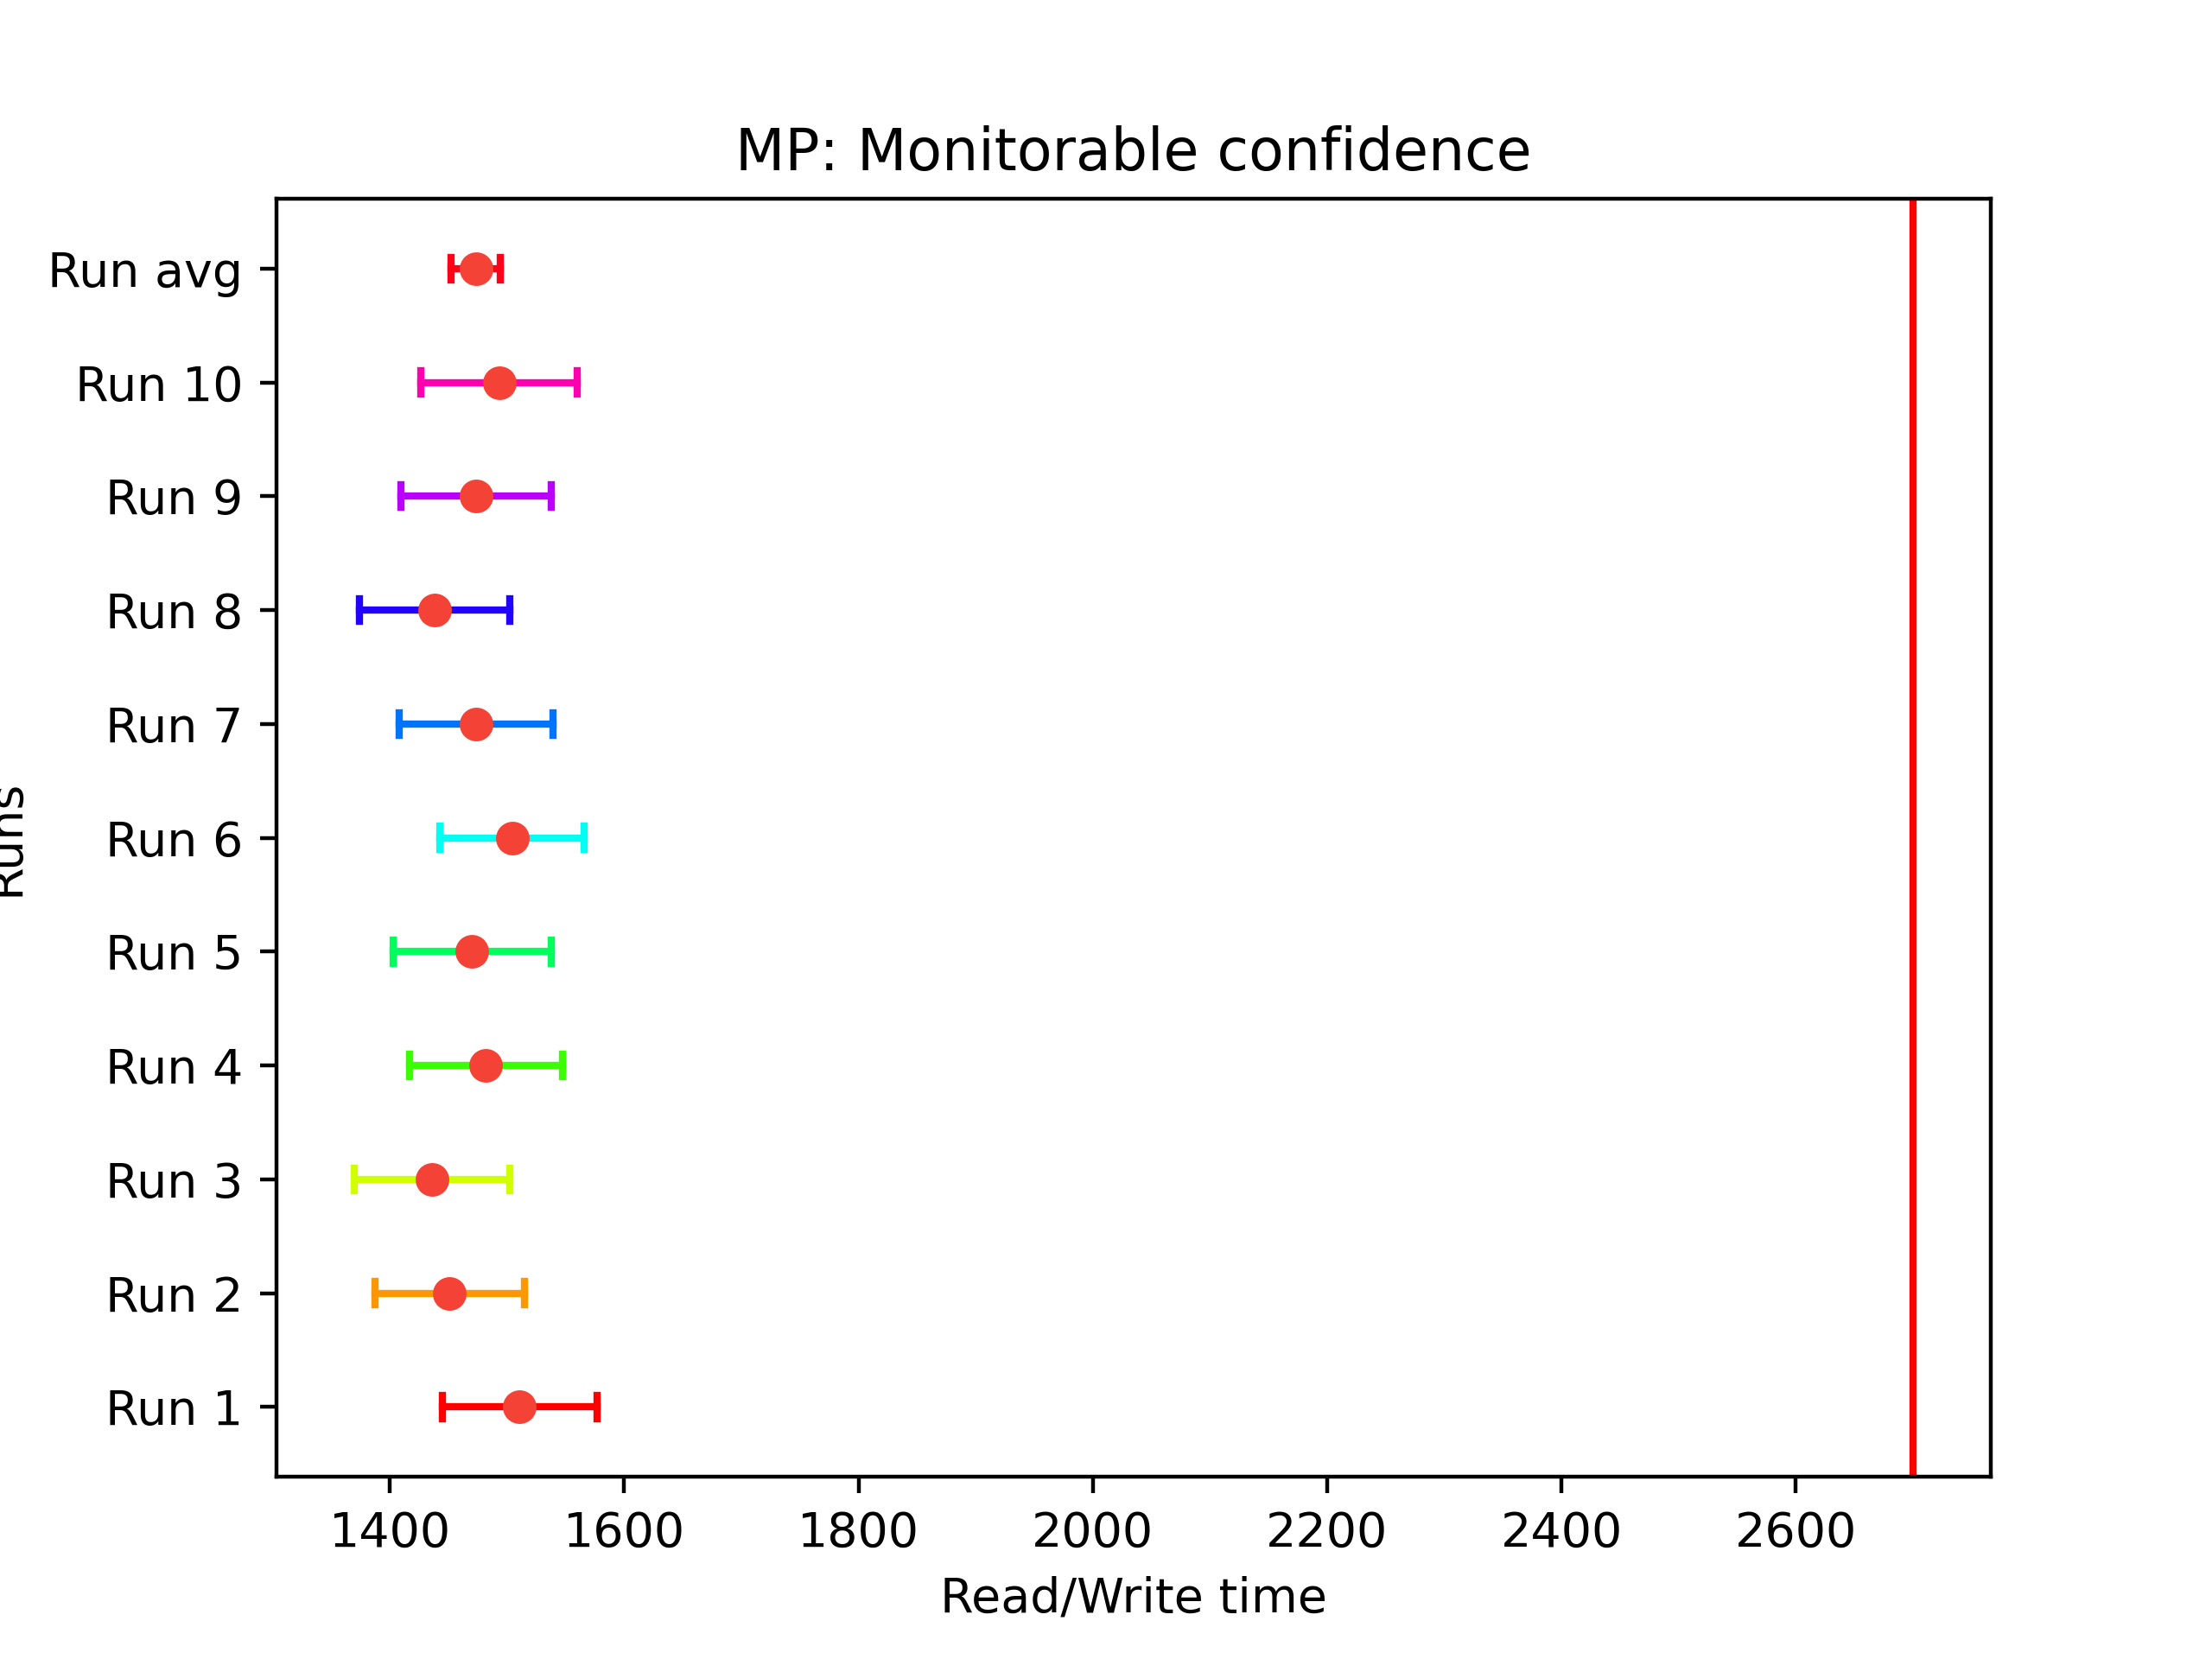 MP: Monitorable confidence
Run avg
Run 10
Run 9
Run 8
Run 7
Run 6
Run 5
Run 4
Run 3
Run 2
Run 1
Runs
1400 1600 1800 2000 2200 2400 2600
Read/Write time